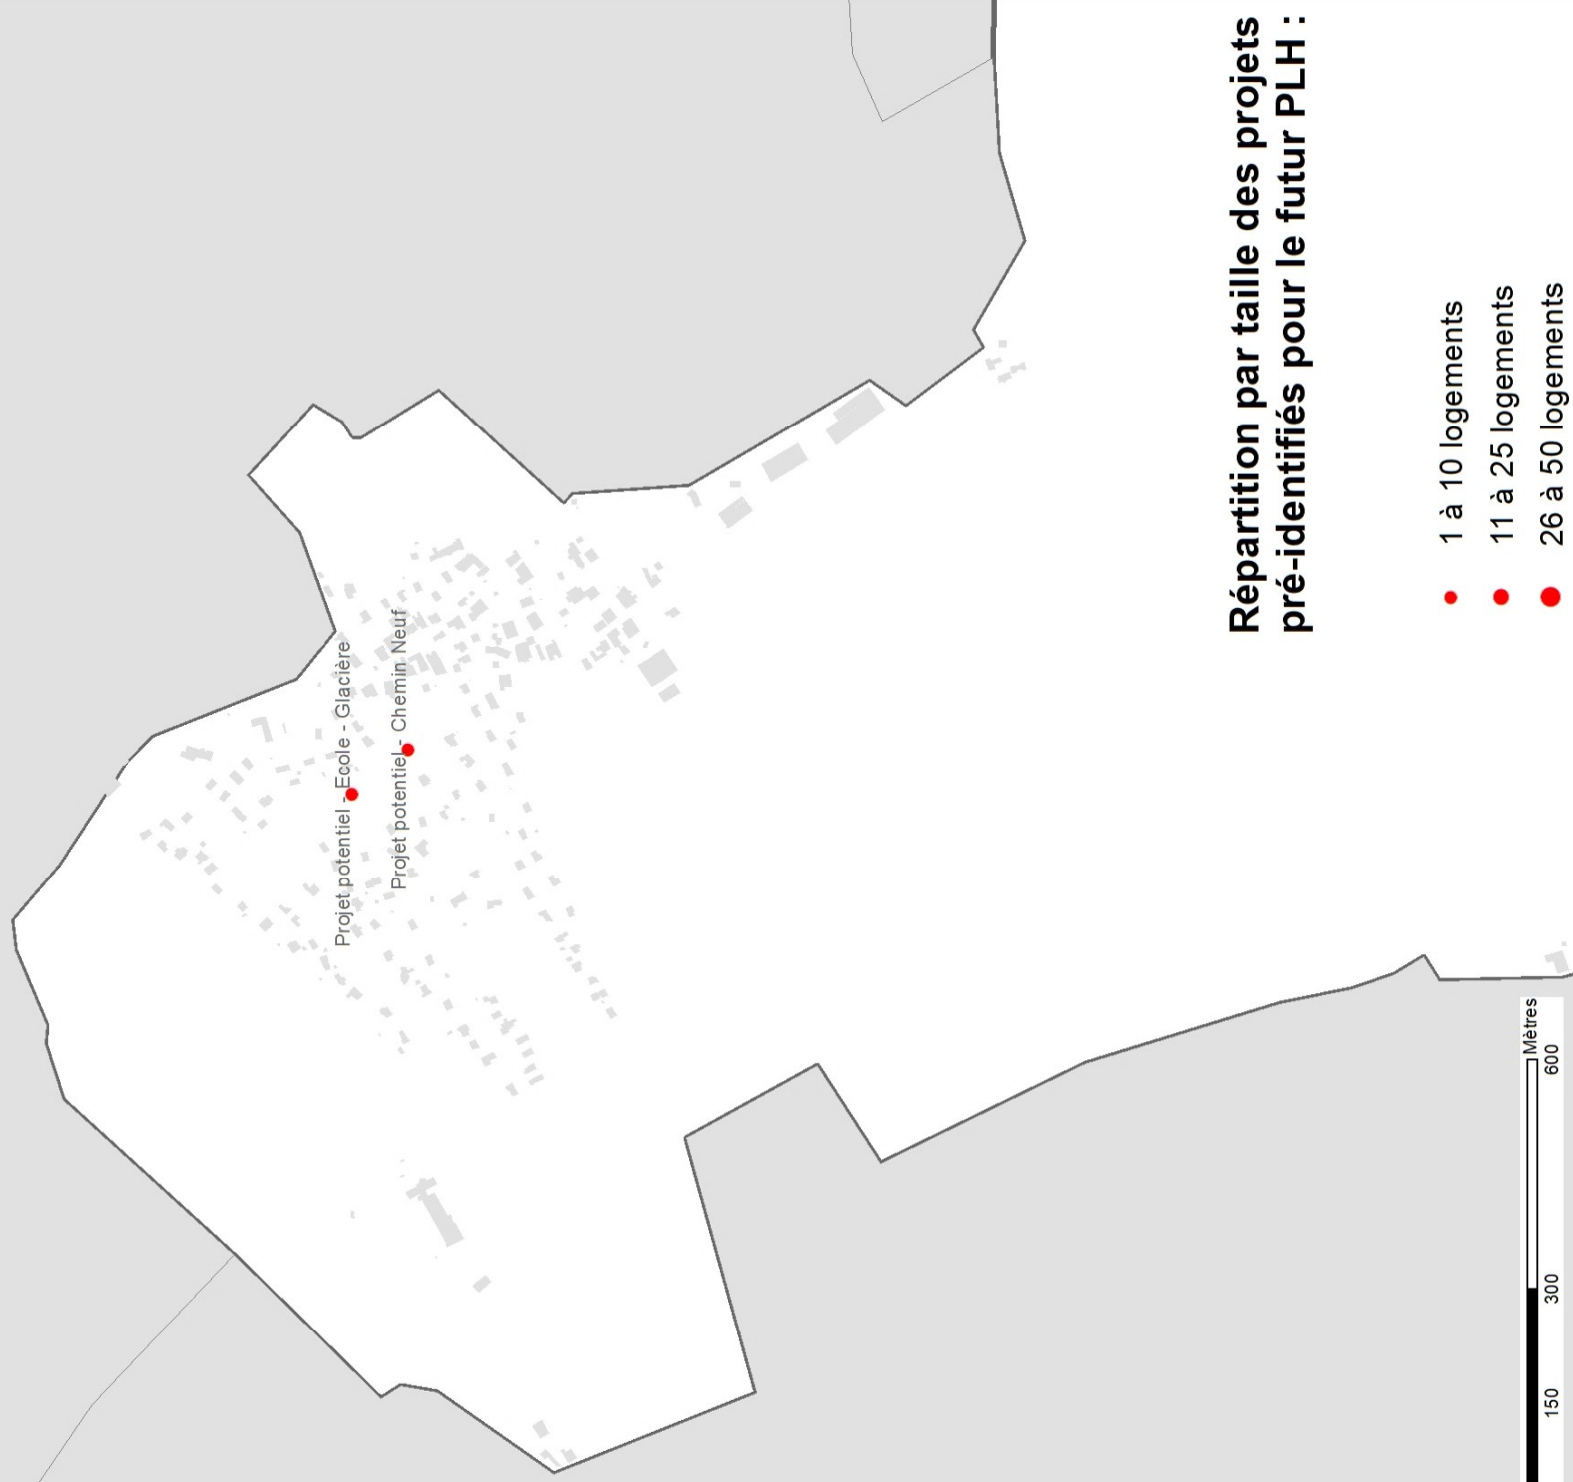 Projet potentiel - Ecole - Glacière
Projet potentiel - Chemin Neuf
Répartition par taille des projets
pré-identifiés pour le futur PLH :
1 à 10 logements
11 à 25 logements
26 à 50 logements
150
300
600
Mètres